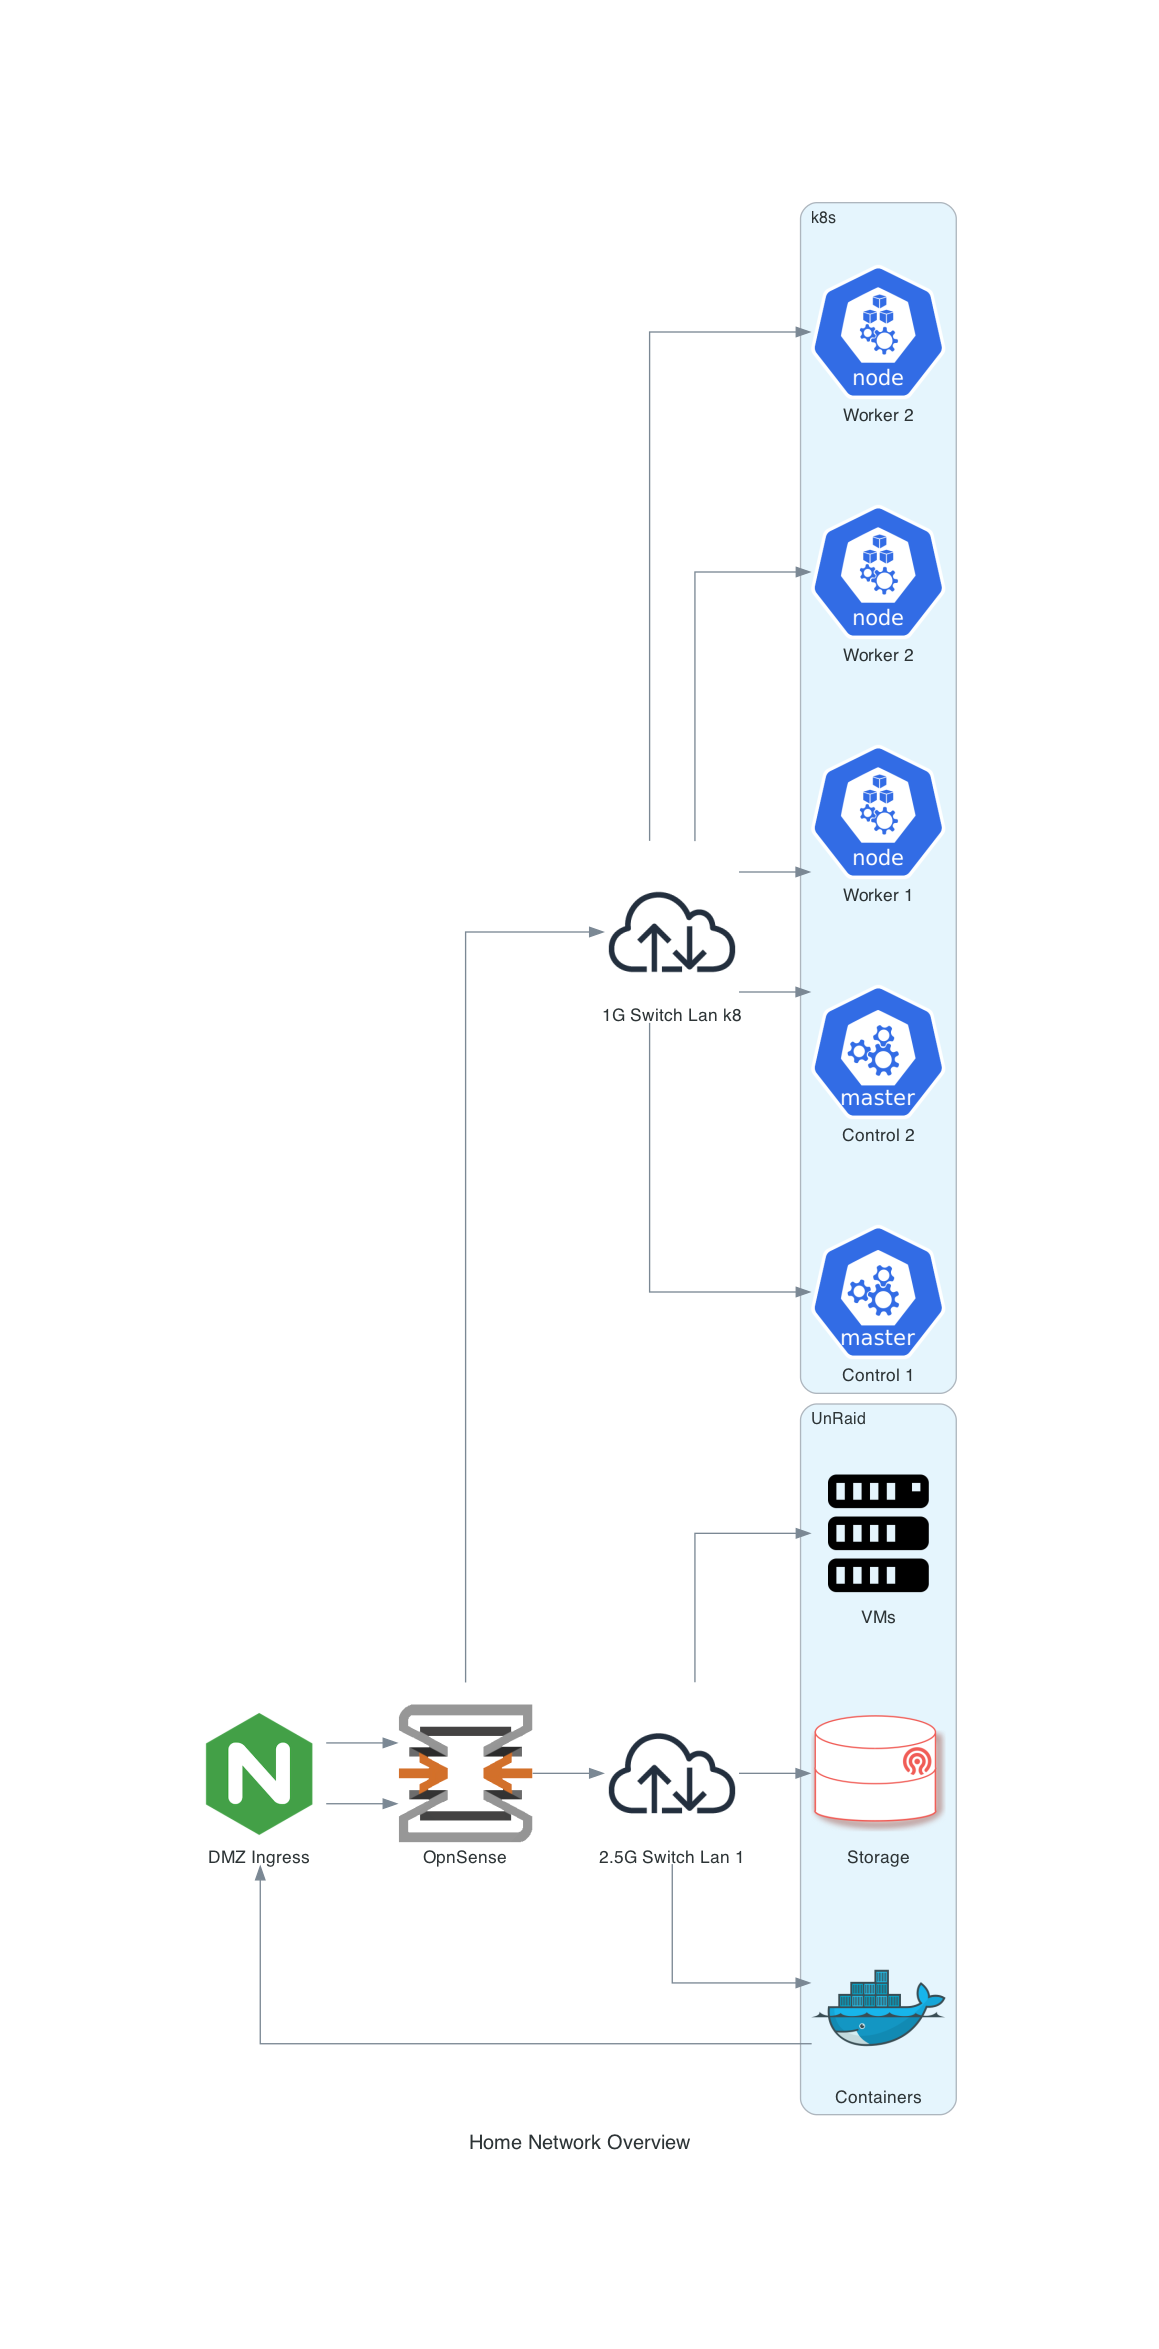 k8s
node
Worker 2
node
Worker 2
node
Worker 1
1G Switch Lan k8
master
Control 2
master
Control 1
UnRaid
VMs
N
DMZ Ingress
OpnSense
2.5G Switch Lan 1
Storage
Containers
Home Network Overview